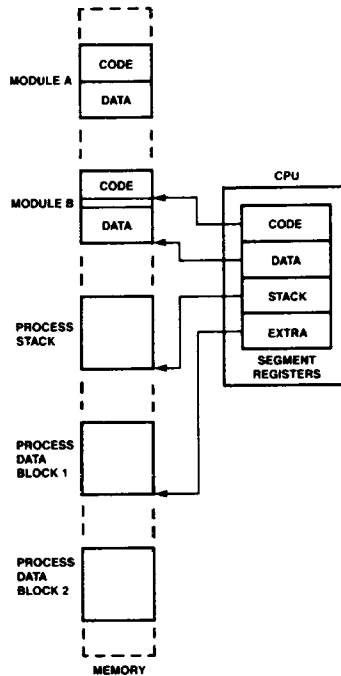 MODULE A
CODE
DATA
MODULE B
CODE
DATA
CPU
CODE
DATA
STACK
EXTRA
SEGMENT
REGISTERS
PROCESS
STACK
PROCESS
DATA
BLOCK 1
PROCESS
DATA
BLOCK 2
MEMORY